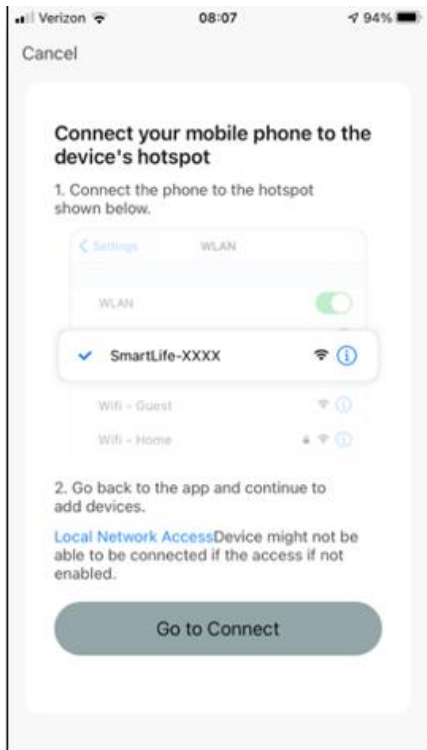 Verizon 08:07 94%
Cancel
Connect your mobile phone to the
device's hotspot
1. Connect the phone to the hotspot
shown below.
Settings WLAN
WLAN
SmartLife-XXXX
Wifi - Guest
Wifi - Home
2. Go back to the app and continue to
add devices.
Local Network AccessDevice might not be
able to be connected if the access if not
enabled.
Go to Connect